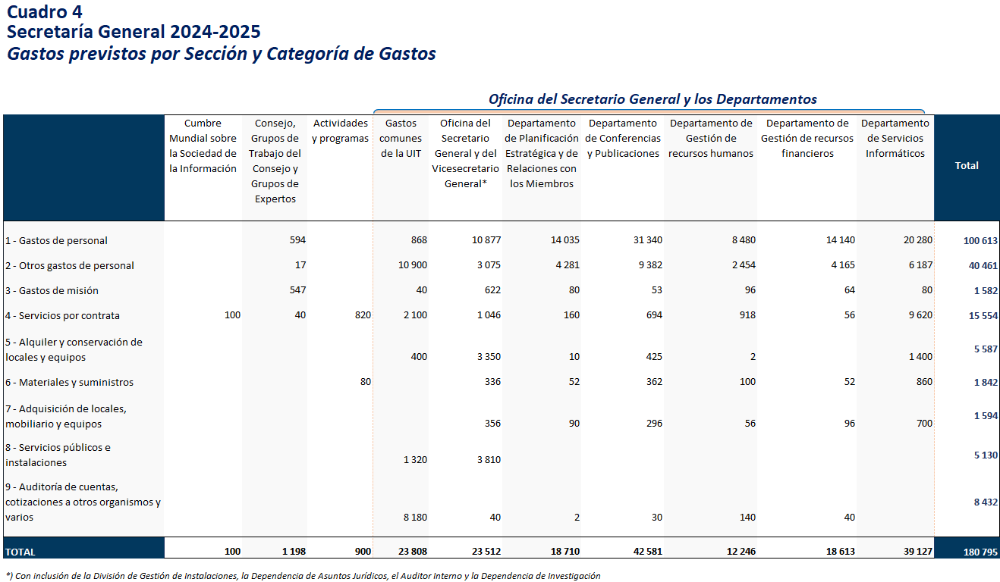 Cuadro 4
Secretaría General 2024-2025
Gastos previstos por Sección y Categoría de Gastos
Oficina del Secretario General y los Departamentos
Cumbre
Mundial sobre
la Sociedad de
la Información
Consejo,
Grupos de
Trabajo del
Consejo y
Grupos de
Expertos
Actividades
y programas
Gastos
comunes
de la UIT
Oficina del
Secretario
General y del
Vicesecretario
General*
Departamento
de Planificación
Estratégica y de
Relaciones con
los Miembros
Departamento
de Conferencias
y Publicaciones
Departamento de
Gestión de
recursos humanos
Departamento de
Gestión de recursos
financieros
Departamento
de Servicios
Informáticos
Total
1 - Gastos de personal 594 868 10 877 14 035 31 340 8 480 14 140 20 280 100 613
2 - Otros gastos de personal 17 10 900 3 075 4 281 9 382 2 454 4 165 6 187 40 461
3 - Gastos de misión 547 40 622 80 53 96 64 80 1 582
4 - Servicios por contrata 100 40 820 2 100 1 046 160 694 918 56 9 620 15 554
5 - Alquiler y conservación de
locales y equipos 400 3 350 10 425 2 1 400 5 587
6 - Materiales y suministros 80 336 52 362 100 52 860 1 842
7 - Adquisición de locales,
mobiliario y equipos 356 90 296 56 96 700 1 594
8 - Servicios públicos e
instalaciones 1 320 3 810 5 130
9 - Auditoría de cuentas,
cotizaciones a otros organismos y
varios 8 180 40 2 30 140 40 8 432
TOTAL 100 1 198 900 23 808 23 512 18 710 42 581 12 246 18 613 39 127 180 795
*) Con inclusión de la División de Gestión de Instalaciones, la Dependencia de Asuntos Jurídicos, el Auditor Interno y la Dependencia de Investigación